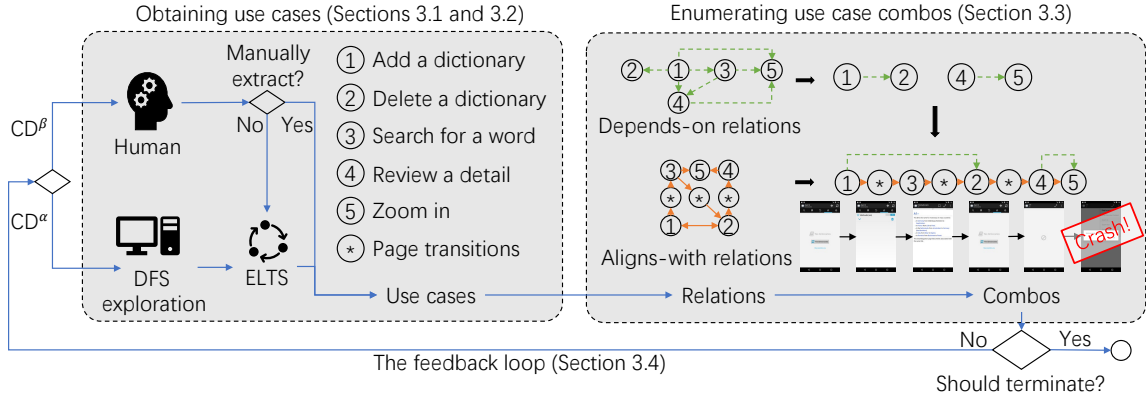 Obtaining use cases (Sections 3.1 and 3.2)
Enumerating use case combos (Section 3.3)
Manually
extract?
No
Yes
Human
CDᵝ
CDᵅ
DFS
exploration
ELTS
1 Add a dictionary
2 Delete a dictionary
3 Search for a word
4 Review a detail
5 Zoom in
* Page transitions
Use cases
2 1 3 5
4
Depends-on relations
1 2 4 5
3 5 4
* * *
1 2
Aligns-with relations
1 * 3 * 2 * 4 5
Crash!
Relations
Combos
No
Yes
Should terminate?
The feedback loop (Section 3.4)